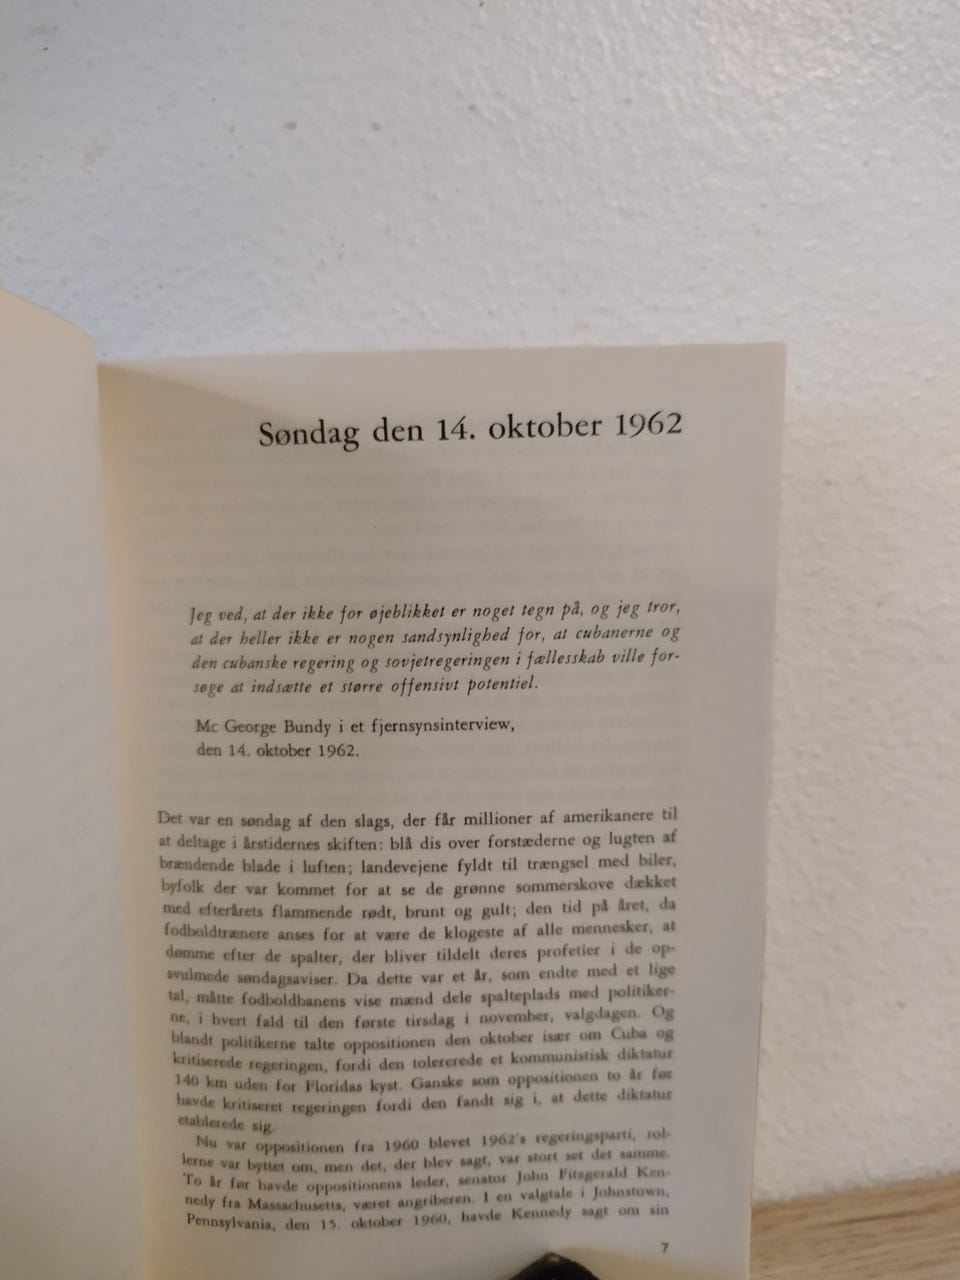 Søndag den 14. oktober 1962
Jeg ved, at der ikke for øjeblikket er noget tegn på, og jeg tror,
at der heller ikke er nogen sandsynlighed for, at cubanerne og
den cubanske regering og sovjetregeringen i fællesskab ville for-
søge at indsætte et større offensivt potentiel.
Mc George Bundy i et fjernsynsinterview,
den 14. oktober 1962.
Det var en søndag af den slags, der får millioner af amerikanere til
at deltage i årstidernes skiften: blå dis over forstæderne og lugten af
brændende blade i luften; landevejene fyldt til trængsel med biler,
byfolk der var kommet for at se de grønne sommerskove dækket
med efterårets flammende rødt, brunt og gult; den tid på året, da
fodboldtrænere anses for at være de klogeste af alle mennesker, at
dømme efter de spalter, der bliver tildelt deres profetier i de op-
svulmede søndagsaviser. Da dette var et år, som endte med et lige
tal, måtte fodboldbanens vise mænd dele spalteplads med politiker-
ne, i hvert fald til den første tirsdag i november, valgdagen. Og
blandt politikerne talte oppositionen den oktober især om Cuba og
kritiserede regeringen, fordi den tolererede et kommunistisk diktatur
140 km uden for Floridas kyst. Ganske som oppositionen to år før
havde kritiseret regeringen fordi den fandt sig i, at dette diktatur
etablerede sig.
Nu var oppositionen fra 1960 blevet 1962's regeringsparti, rol-
lerne var byttet om, men det, der blev sagt, var stort set det samme.
To år før havde oppositionens leder, senator John Fitzgerald Ken-
nedy fra Massachusetts, været angriberen. I en valgtale i Johnstown,
Pennsylvania, den 15. oktober 1960, havde Kennedy sagt om sin
7